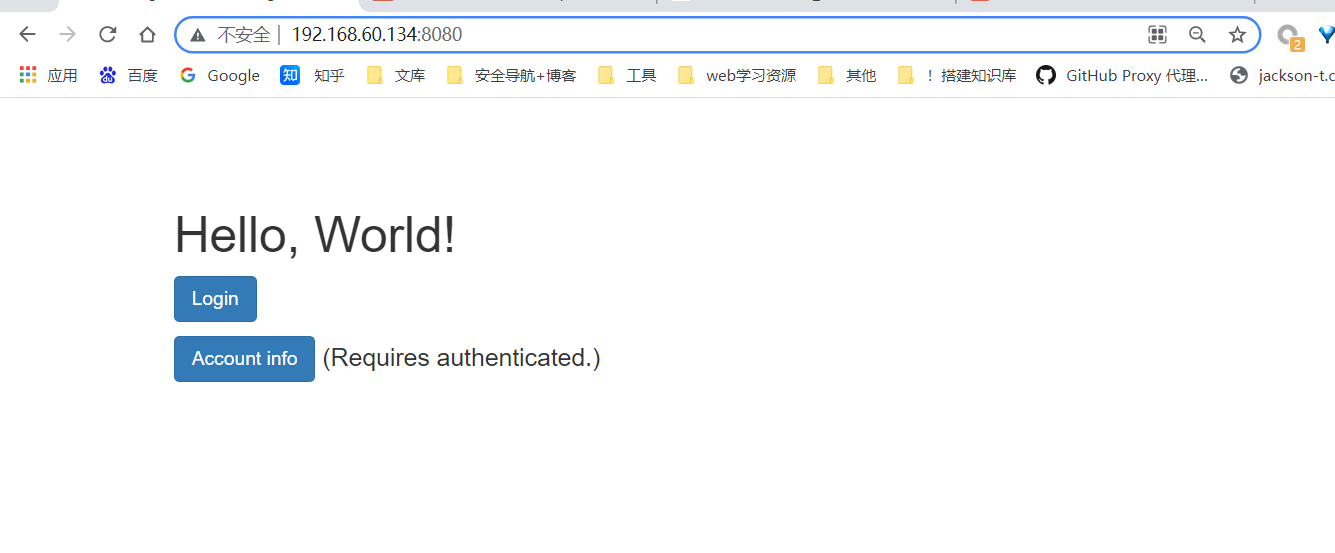 不安全 | 192.168.60.134:8080
2
应用 百度 Google 知乎 文库 安全导航+博客 工具 web学习资源 其他 ！搭建知识库 GitHub Proxy 代理... jackson-t.c
Hello, World!
Login
Account info (Requires authenticated.)